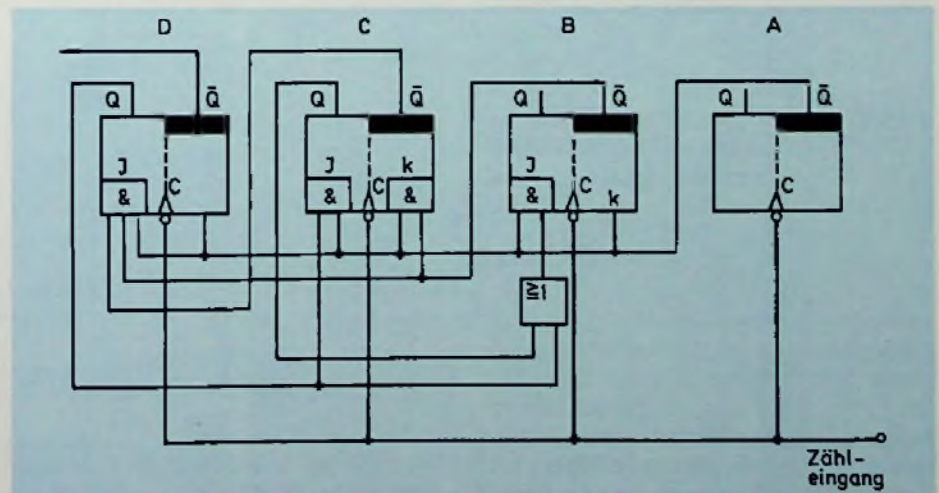 D C B A
Q Q̄ Q Q̄ Q Q̄ Q Q̄
J J k J
& C & C & & C k C
≧1
Zähl-
eingang